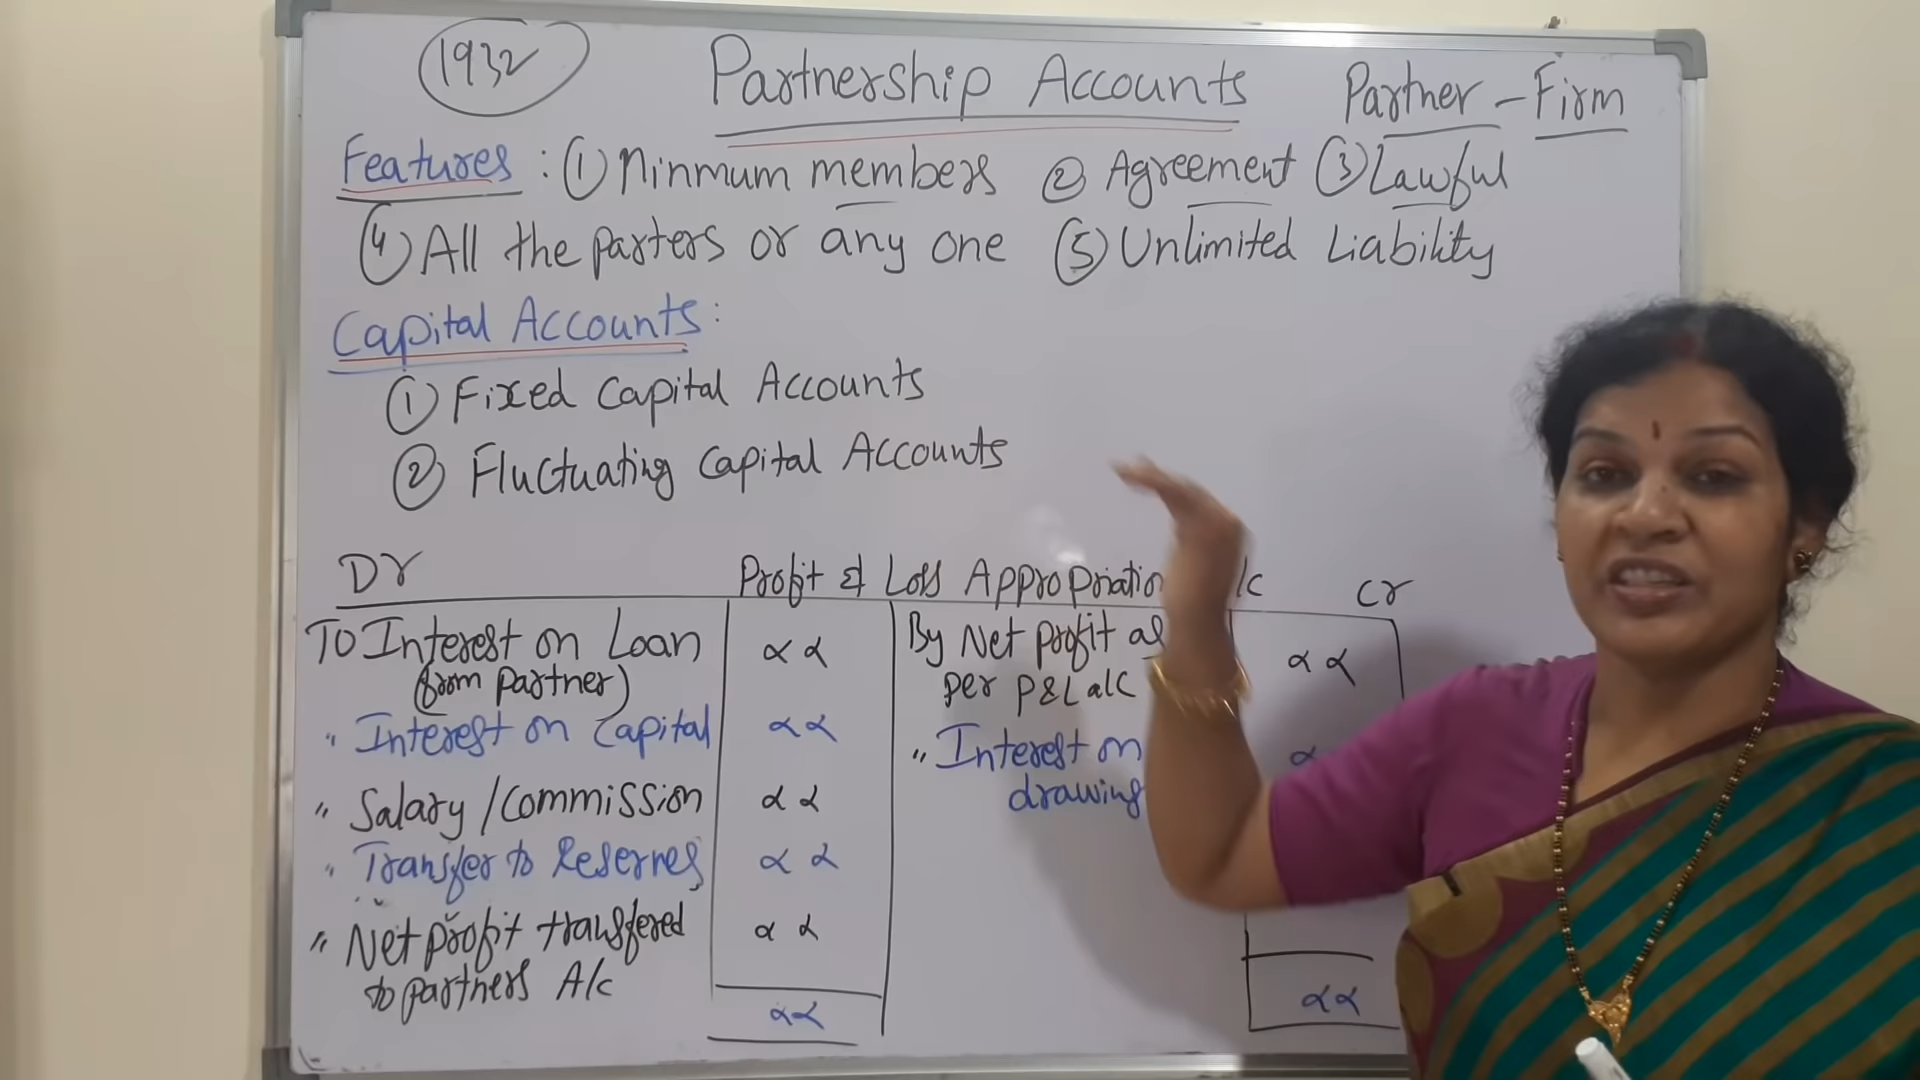 1932 Partnership Accounts Partner - Firm
Features : ① Ninmum members ② Agreement ③ Lawful
④ All the parters or any one ⑤ Unlimited Liability
Capital Accounts:
① Fixed Capital Accounts
② Fluctuating Capital Accounts
Dr Profit & Loss Appropriation /c Cr
To Interest on Loan αα By Net profit as αα
(from partner) per P&L a/c
" Interest on Capital αα " Interest on α
drawing
" Salary/Commission αα
" Transfer to Reserves αα
" Net profit transfered αα
to partners A/c
αα αα